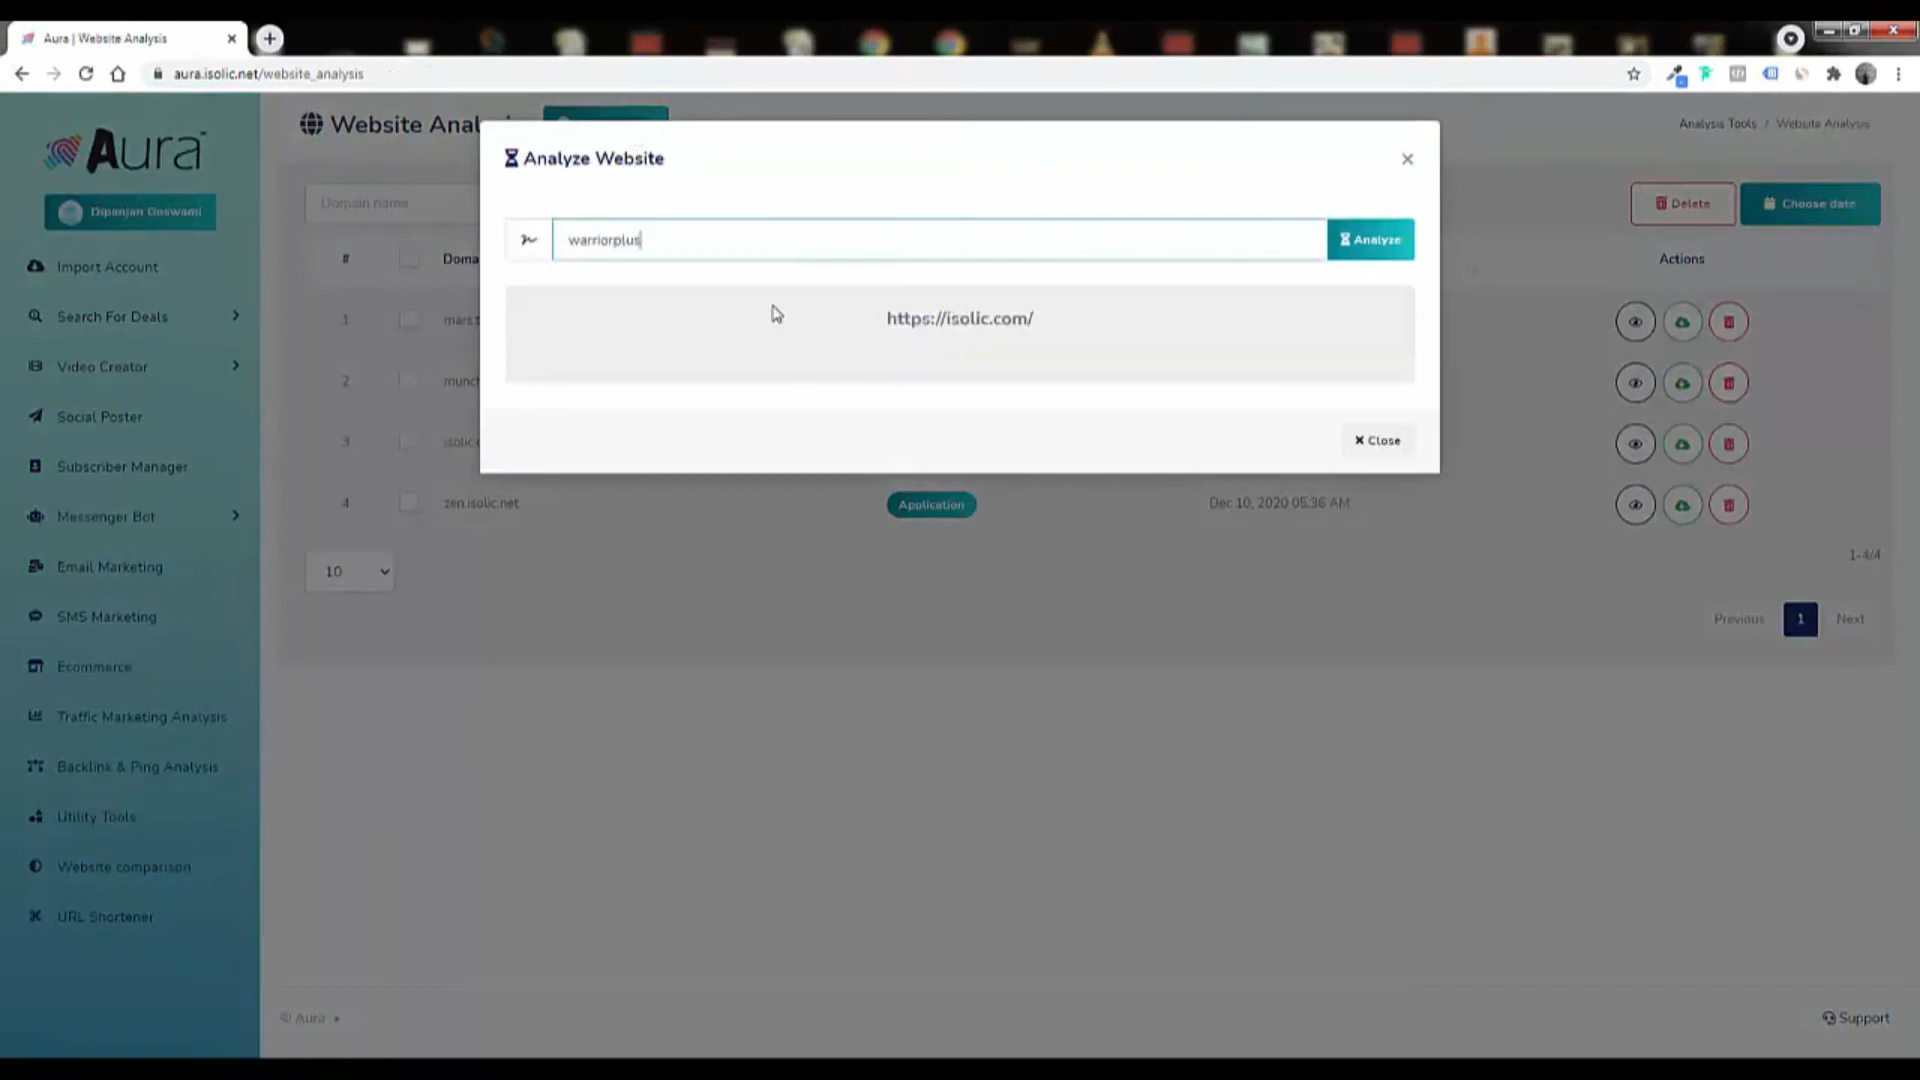 Aura | Website Analysis
aura.isolic.net/website_analysis
Aura
Dipanjan Goswami
Import Account
Search For Deals
Video Creator
Social Poster
Subscriber Manager
Messenger Bot
Email Marketing
SMS Marketing
Ecommerce
Traffic Marketing Analysis
Backlink & Ping Analysis
Utility Tools
Website comparison
URL Shortener
Website Anal
Analysis Tools / Website Analysis
Analyze Website
×
warriorplus
Analyze
https://isolic.com/
Close
Domain name
Delete
Choose date
# Doma Actions
1 mars.t
2 munch
3 isolic.c
4 zen.isolic.net Application Dec 10, 2020 05:36 AM
10
1-4/4
Previous 1 Next
© Aura •
Support